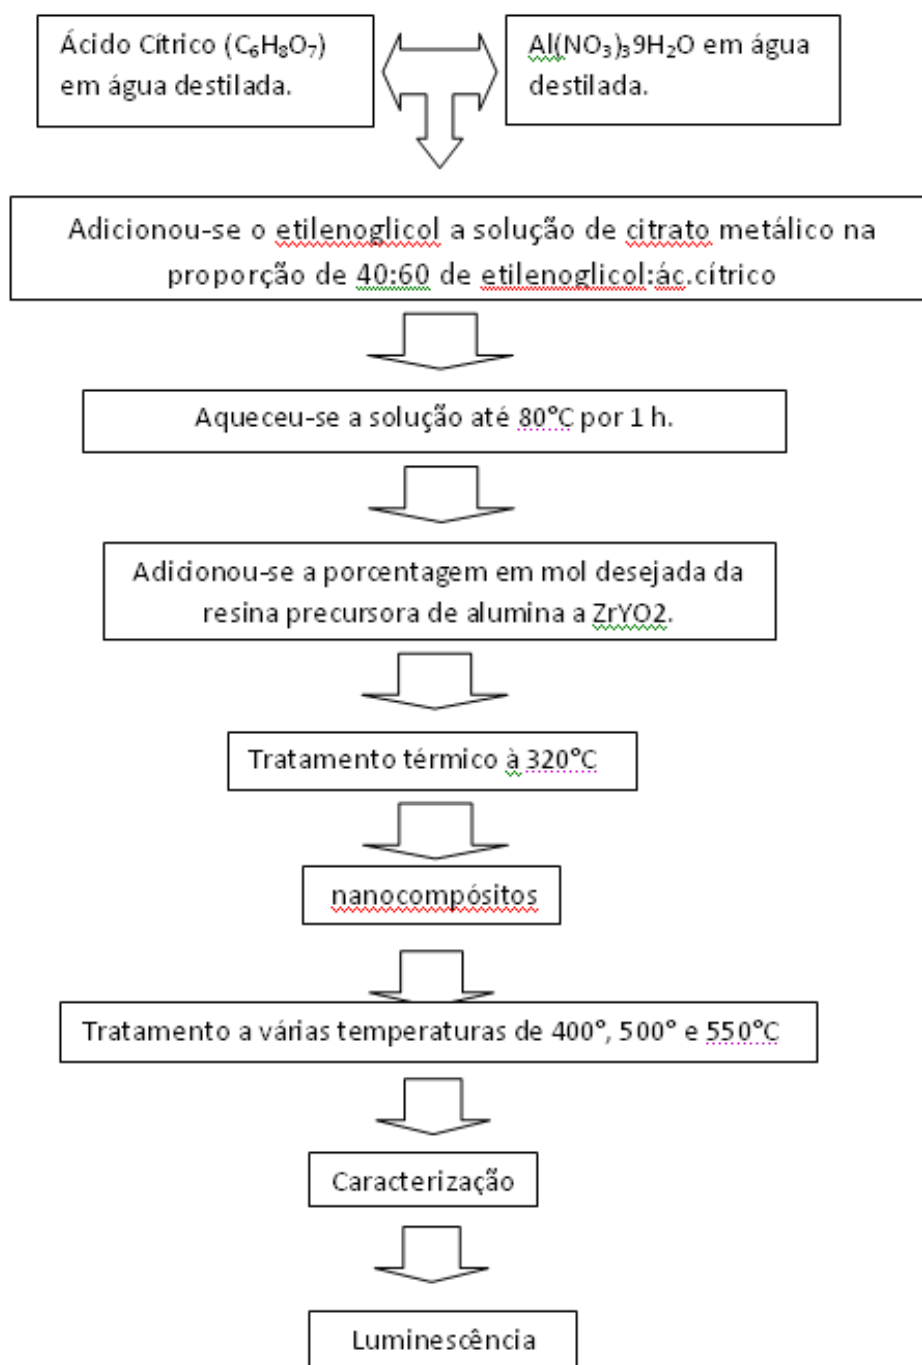 Ácido Cítrico (C₆H₈O₇)
em água destilada.
Al(NO₃)₃9H₂O em água
destilada.
Adicionou-se o etilenoglicol a solução de citrato metálico na
proporção de 40:60 de etilenoglicol:ác.cítrico
Aqueceu-se a solução até 80°C por 1 h.
Adicionou-se a porcentagem em mol desejada da
resina precursora de alumina a ZrYO2.
Tratamento térmico à 320°C
nanocompósitos
Tratamento a várias temperaturas de 400°, 500° e 550°C
Caracterização
Luminescência